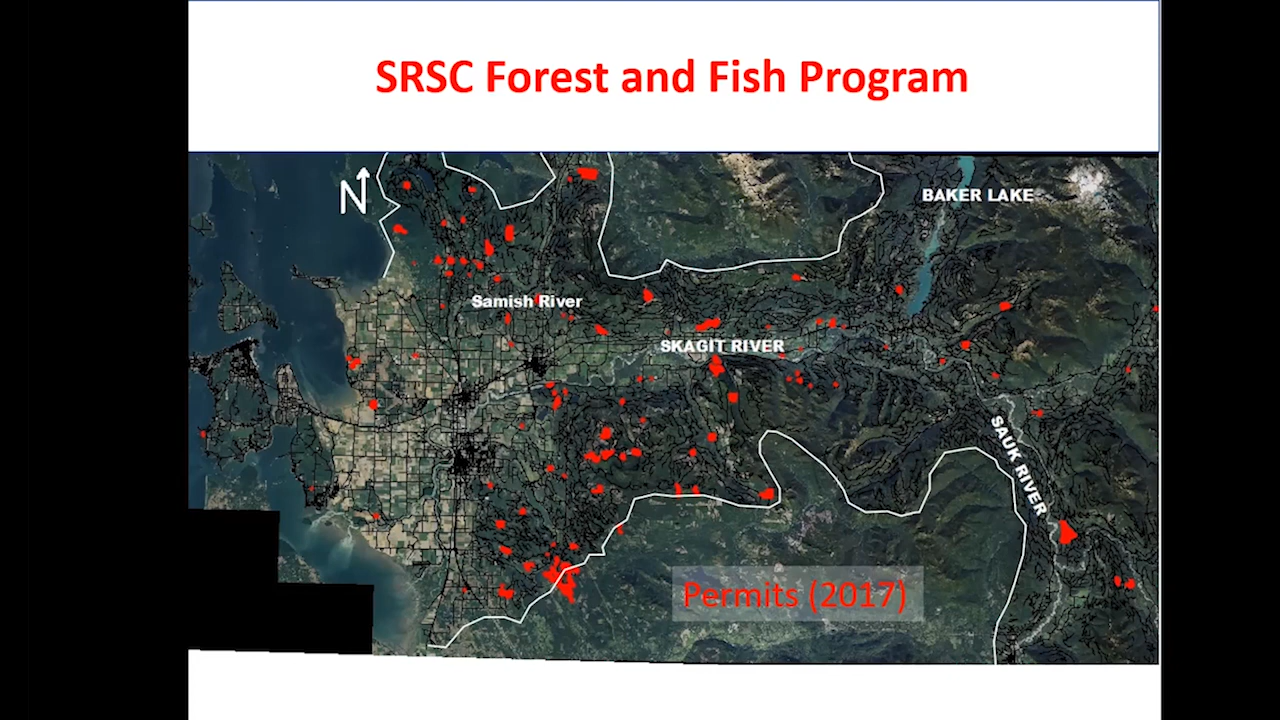 SRSC Forest and Fish Program
N
BAKER LAKE
Samish River
SKAGIT RIVER
SAUK RIVER
Permits (2017)